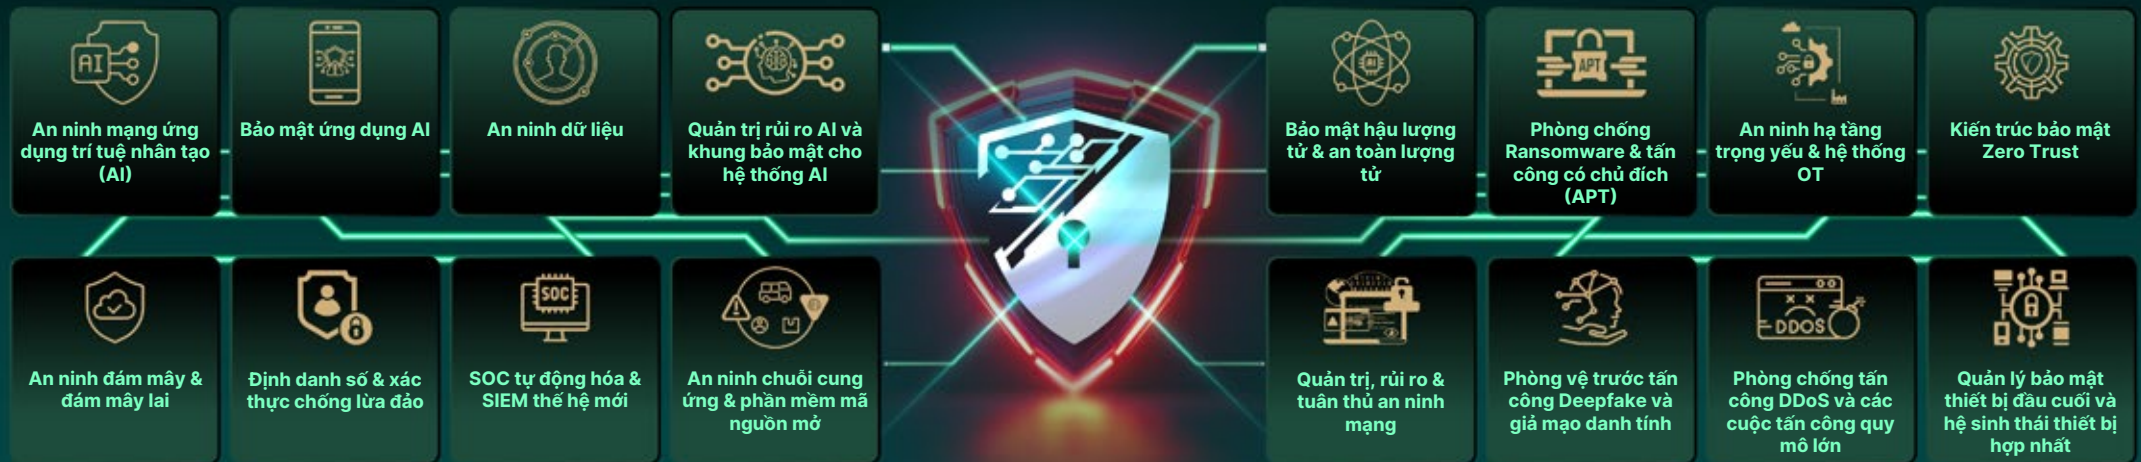 AI
An ninh mạng ứng
dụng trí tuệ nhân tạo
(AI)
Bảo mật ứng dụng AI
An ninh dữ liệu
Quản trị rủi ro AI và
khung bảo mật cho
hệ thống AI
AI
Bảo mật hậu lượng
tử & an toàn lượng
tử
APT
Phòng chống
Ransomware & tấn
công có chủ đích
(APT)
An ninh hạ tầng
trọng yếu & hệ thống
OT
Kiến trúc bảo mật
Zero Trust
An ninh đám mây &
đám mây lai
Định danh số & xác
thực chống lừa đảo
SOC
SOC tự động hóa &
SIEM thế hệ mới
An ninh chuỗi cung
ứng & phần mềm mã
nguồn mở
Quản trị, rủi ro &
tuân thủ an ninh
mạng
Phòng vệ trước tấn
công Deepfake và
giả mạo danh tính
DDOS
Phòng chống tấn
công DDoS và các
cuộc tấn công quy
mô lớn
Quản lý bảo mật
thiết bị đầu cuối và
hệ sinh thái thiết bị
hợp nhất